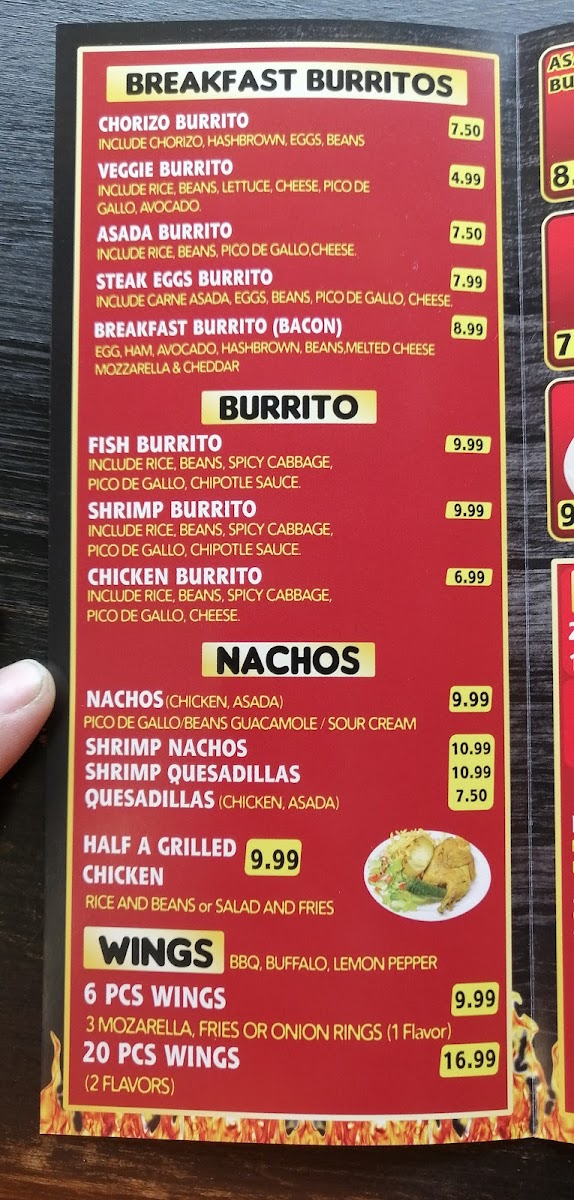 BREAKFAST BURRITOS
CHORIZO BURRITO 7.50
INCLUDE CHORIZO, HASHBROWN, EGGS, BEANS
VEGGIE BURRITO 4.99
INCLUDE RICE, BEANS, LETTUCE, CHEESE, PICO DE
GALLO, AVOCADO.
ASADA BURRITO 7.50
INCLUDE RICE, BEANS, PICO DE GALLO,CHEESE.
STEAK EGGS BURRITO 7.99
INCLUDE CARNE ASADA, EGGS, BEANS, PICO DE GALLO, CHEESE.
BREAKFAST BURRITO (BACON) 8.99
EGG, HAM, AVOCADO, HASHBROWN, BEANS,MELTED CHEESE
MOZZARELLA & CHEDDAR
BURRITO
FISH BURRITO 9.99
INCLUDE RICE, BEANS, SPICY CABBAGE,
PICO DE GALLO, CHIPOTLE SAUCE.
SHRIMP BURRITO 9.99
INCLUDE RICE, BEANS, SPICY CABBAGE,
PICO DE GALLO, CHIPOTLE SAUCE.
CHICKEN BURRITO 6.99
INCLUDE RICE, BEANS, SPICY CABBAGE,
PICO DE GALLO, CHEESE.
NACHOS
NACHOS (CHICKEN, ASADA) 9.99
PICO DE GALLO/BEANS GUACAMOLE / SOUR CREAM
SHRIMP NACHOS 10.99
SHRIMP QUESADILLAS 10.99
QUESADILLAS (CHICKEN, ASADA) 7.50
HALF A GRILLED
CHICKEN 9.99
RICE AND BEANS or SALAD AND FRIES
WINGS BBQ, BUFFALO, LEMON PEPPER
6 PCS WINGS 9.99
3 MOZARELLA, FRIES OR ONION RINGS (1 Flavor)
20 PCS WINGS 16.99
(2 FLAVORS)